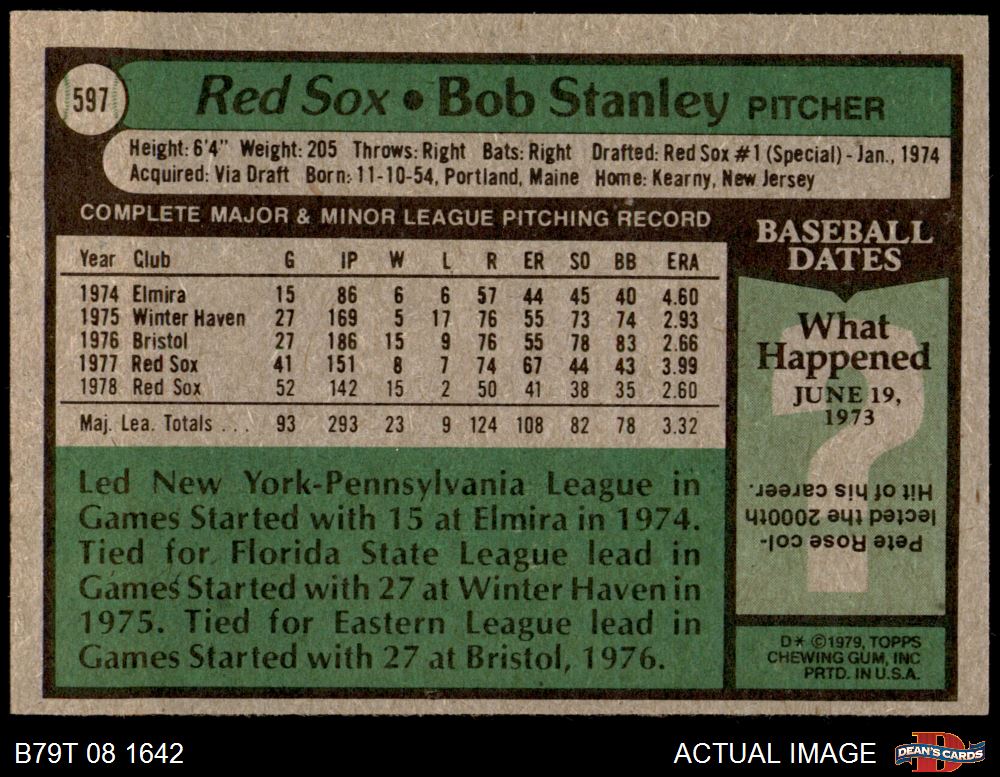 597
Red Sox • Bob Stanley PITCHER
Height: 6'4" Weight: 205 Throws: Right Bats: Right Drafted: Red Sox #1 (Special) - Jan., 1974
Acquired: Via Draft Born: 11-10-54, Portland, Maine Home: Kearny, New Jersey
COMPLETE MAJOR & MINOR LEAGUE PITCHING RECORD
Year Club G IP W L R ER SO BB ERA
1974 Elmira 15 86 6 6 57 44 45 40 4.60
1975 Winter Haven 27 169 5 17 76 55 73 74 2.93
1976 Bristol 27 186 15 9 76 55 78 83 2.66
1977 Red Sox 41 151 8 7 74 67 44 43 3.99
1978 Red Sox 52 142 15 2 50 41 38 35 2.60
Maj. Lea. Totals . . . 93 293 23 9 124 108 82 78 3.32
Led New York-Pennsylvania League in
Games Started with 15 at Elmira in 1974.
Tied for Florida State League lead in
Games Started with 27 at Winter Haven in
1975. Tied for Eastern League lead in
Games Started with 27 at Bristol, 1976.
BASEBALL
DATES
What
Happened
JUNE 19,
1973
?
Pete Rose col-
lected the 2000th
Hit of his career.
D* ©1979, TOPPS
CHEWING GUM, INC
PRTD. IN U.S.A.
B79T 08 1642
ACTUAL IMAGE
D
DEAN'S CARDS